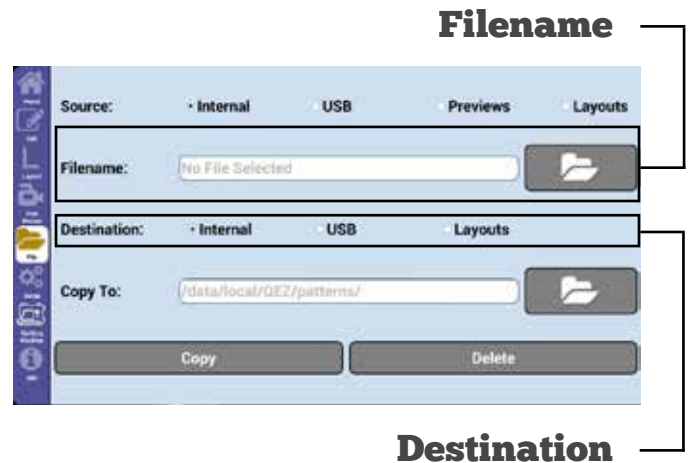 Filename
Source: Internal USB Previews Layouts
Filename: No File Selected
Destination: Internal USB Layouts
Copy To: /data/local/QEZ/patterns/
Copy Delete
Destination